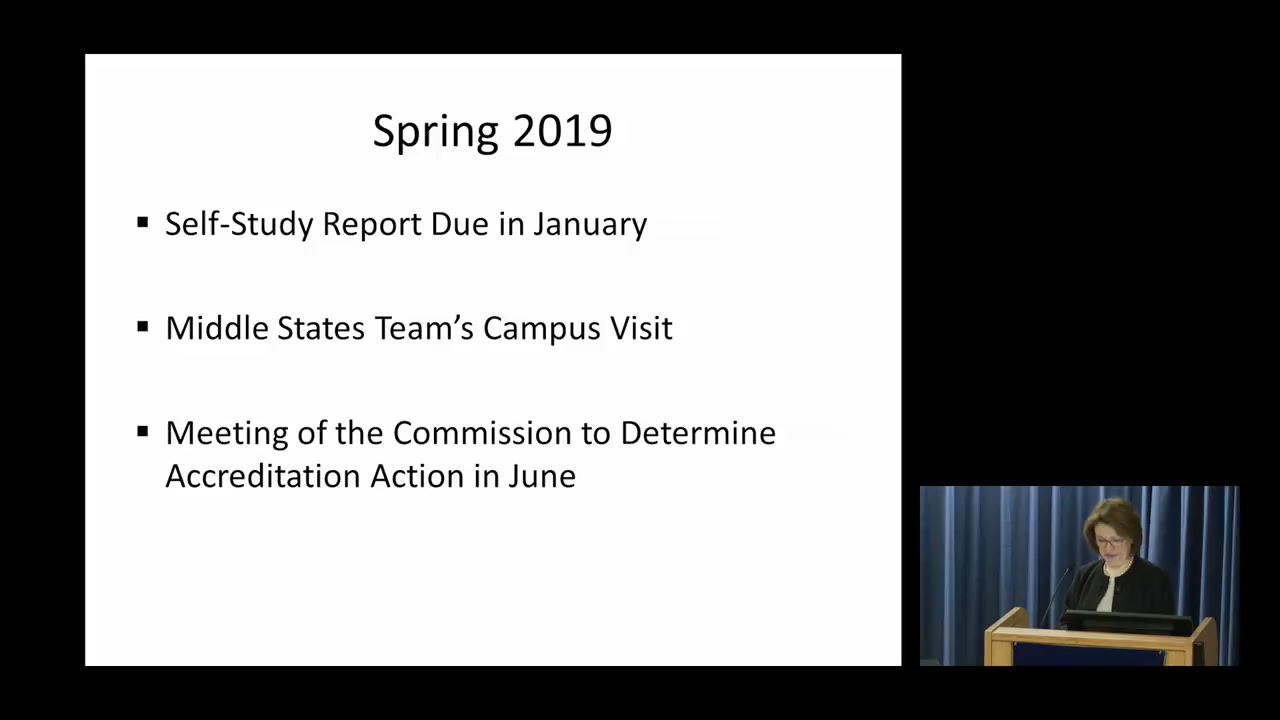 Spring 2019
▪ Self-Study Report Due in January
▪ Middle States Team’s Campus Visit
▪ Meeting of the Commission to Determine
Accreditation Action in June